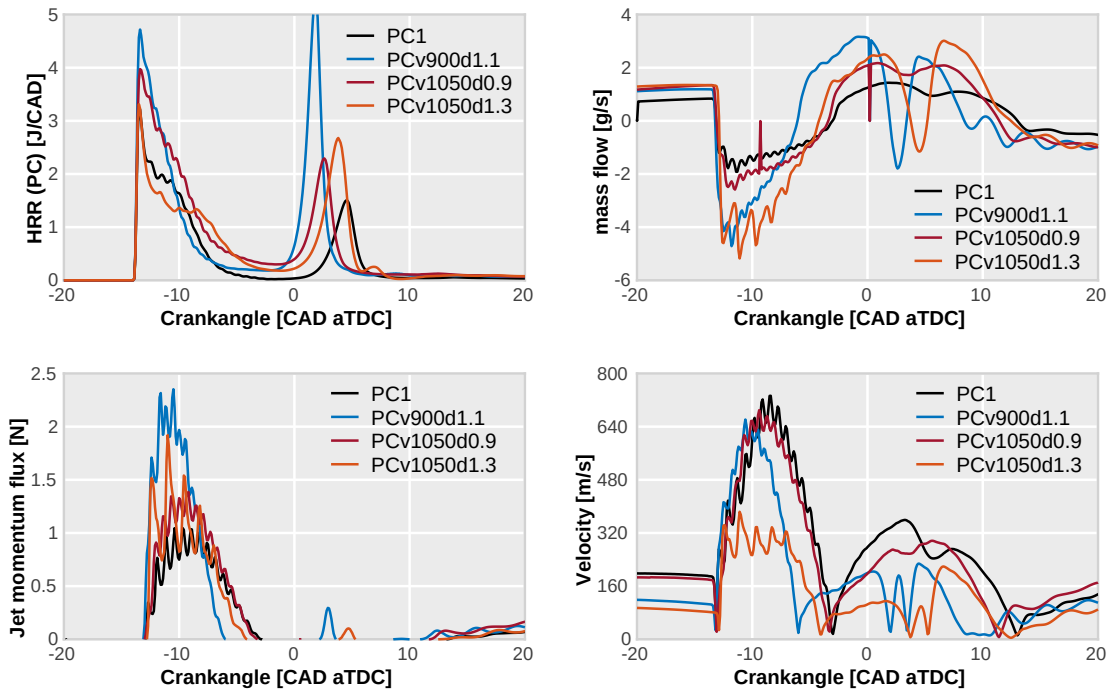 HRR (PC) [J/CAD]
5
4
3
2
1
0
-20
-10
0
10
20
Crankangle [CAD aTDC]
PC1
PCv900d1.1
PCv1050d0.9
PCv1050d1.3
mass flow [g/s]
4
2
0
-2
-4
-6
-20
-10
0
10
20
Crankangle [CAD aTDC]
PC1
PCv900d1.1
PCv1050d0.9
PCv1050d1.3
Jet momentum flux [N]
2.5
2
1.5
1
0.5
0
-20
-10
0
10
20
Crankangle [CAD aTDC]
PC1
PCv900d1.1
PCv1050d0.9
PCv1050d1.3
Velocity [m/s]
800
640
480
320
160
0
-20
-10
0
10
20
Crankangle [CAD aTDC]
PC1
PCv900d1.1
PCv1050d0.9
PCv1050d1.3